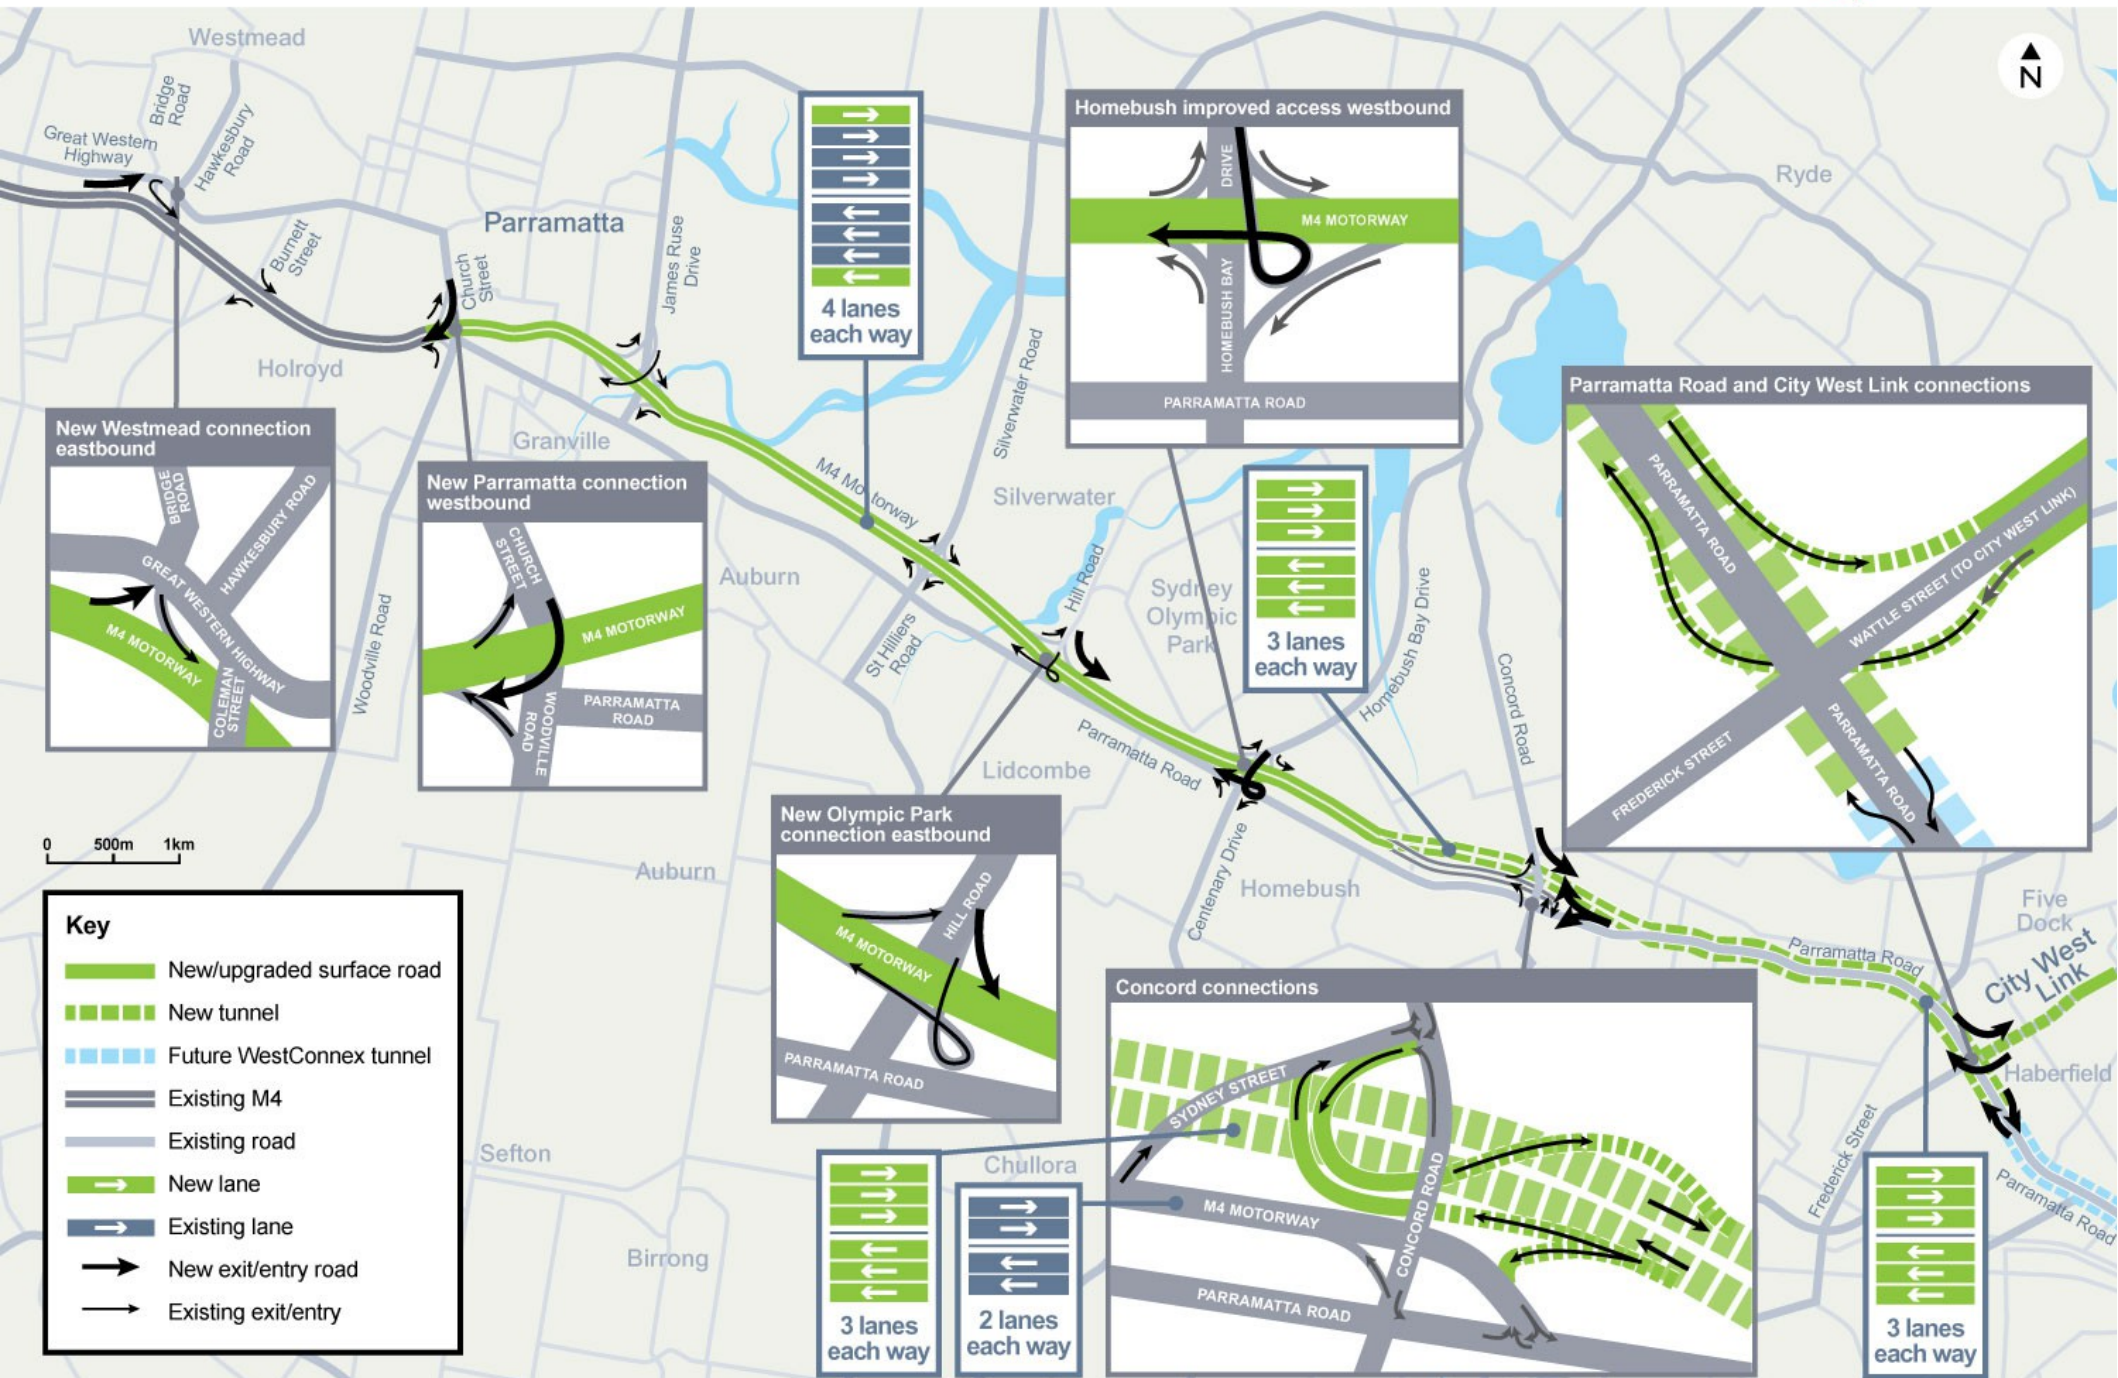 Westmead
Bridge
Road
Great Western
Highway
Hawkesbury
Road
Burnett
Street
Parramatta
Church
Street
James Ruse
Drive
Holroyd
Granville
4 lanes
each way
Silverwater Road
Homebush improved access westbound
DRIVE
M4 MOTORWAY
HOMEBUSH BAY
PARRAMATTA ROAD
N
Ryde
Parramatta Road and City West Link connections
PARRAMATTA ROAD
WATTLE STREET (TO CITY WEST LINK)
FREDERICK STREET
PARRAMATTA ROAD
New Westmead connection
eastbound
BRIDGE
ROAD
HAWKESBURY ROAD
GREAT WESTERN HIGHWAY
M4 MOTORWAY
COLEMAN
STREET
New Parramatta connection
westbound
CHURCH
STREET
M4 MOTORWAY
PARRAMATTA
ROAD
WOODVILLE
ROAD
Woodville Road
M4 Motorway
Silverwater
Auburn
Hill Road
Sydney
Olympic
Park
St Hilliers
Road
3 lanes
each way
Homebush Bay Drive
Concord Road
Parramatta Road
Lidcombe
New Olympic Park
connection eastbound
HILL ROAD
M4 MOTORWAY
PARRAMATTA ROAD
Centenary Drive
Homebush
Auburn
0 500m 1km
Five
Dock
Parramatta Road
City West
Link
Haberfield
Frederick Street
Parramatta Road
Concord connections
SYDNEY STREET
M4 MOTORWAY
CONCORD ROAD
PARRAMATTA ROAD
Key
New/upgraded surface road
New tunnel
Future WestConnex tunnel
Existing M4
Existing road
New lane
Existing lane
New exit/entry road
Existing exit/entry
Sefton
Birrong
Chullora
3 lanes
each way
2 lanes
each way
3 lanes
each way